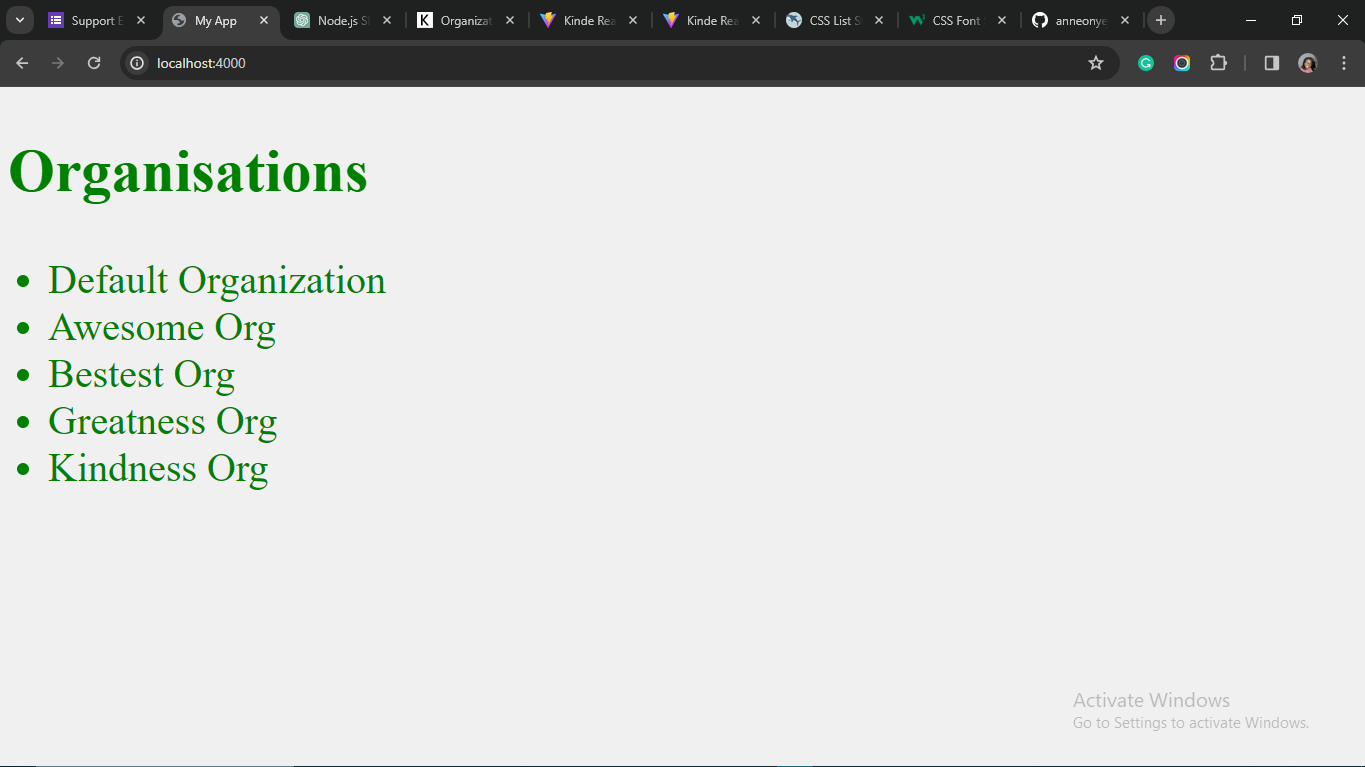 Support E
My App
Node.js Sl
Organizat
Kinde Rea
Kinde Rea
CSS List S
CSS Font
anneonye
localhost:4000
Organisations
Default Organization
Awesome Org
Bestest Org
Greatness Org
Kindness Org
Activate Windows
Go to Settings to activate Windows.